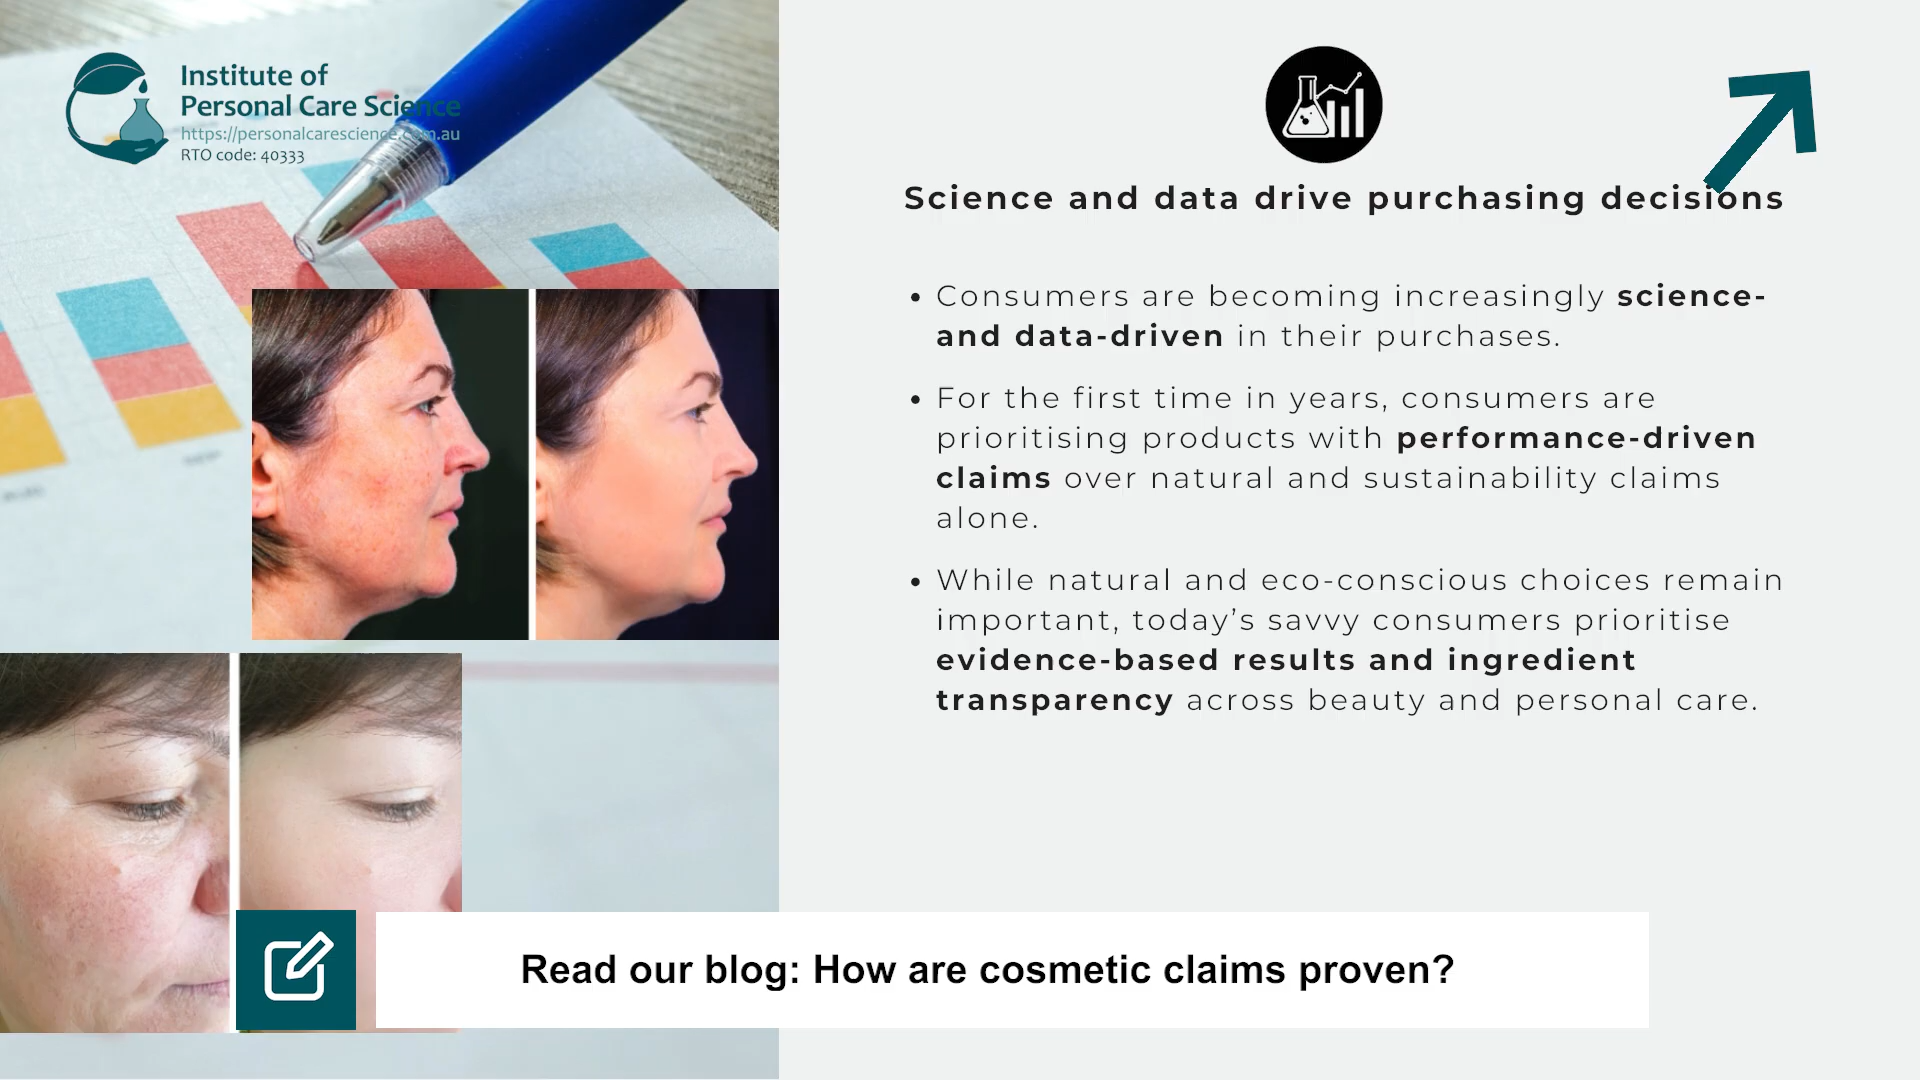 Institute of
Personal Care Science
https://personalcarescience.com.au
RTO code: 40333
Science and data drive purchasing decisions
• Consumers are becoming increasingly science-
and data-driven in their purchases.
• For the first time in years, consumers are
prioritising products with performance-driven
claims over natural and sustainability claims
alone.
• While natural and eco-conscious choices remain
important, today’s savvy consumers prioritise
evidence-based results and ingredient
transparency across beauty and personal care.
Read our blog: How are cosmetic claims proven?